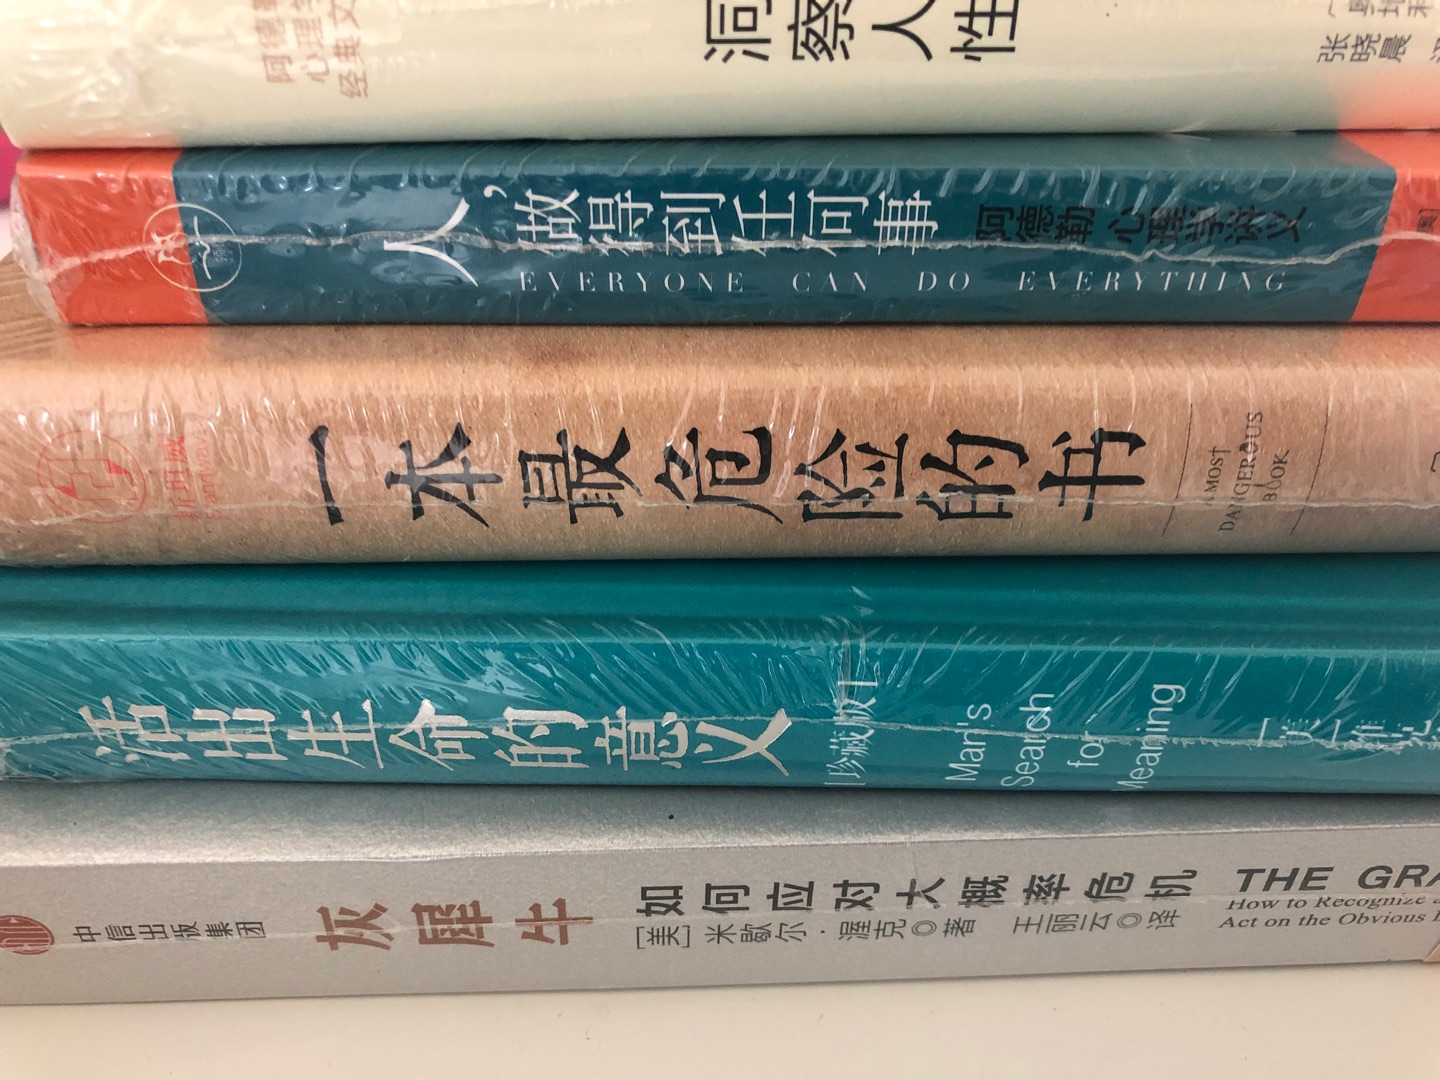 阿德勒
心理学
经典文
洞察人性
张晓晨
人,做得到任何事
阿德勒 心理学讲义
EVERYONE CAN DO EVERYTHING
一本最危险的书
A MOST
DANGEROUS
BOOK
活出生命的意义
[珍藏版]
Man's
Search
for
Meaning
中信出版集团
灰犀牛
如何应对大概率危机
[美]米歇尔·渥克◎著 王丽云◎译
THE GRA
How to Recognize a
Act on the Obvious